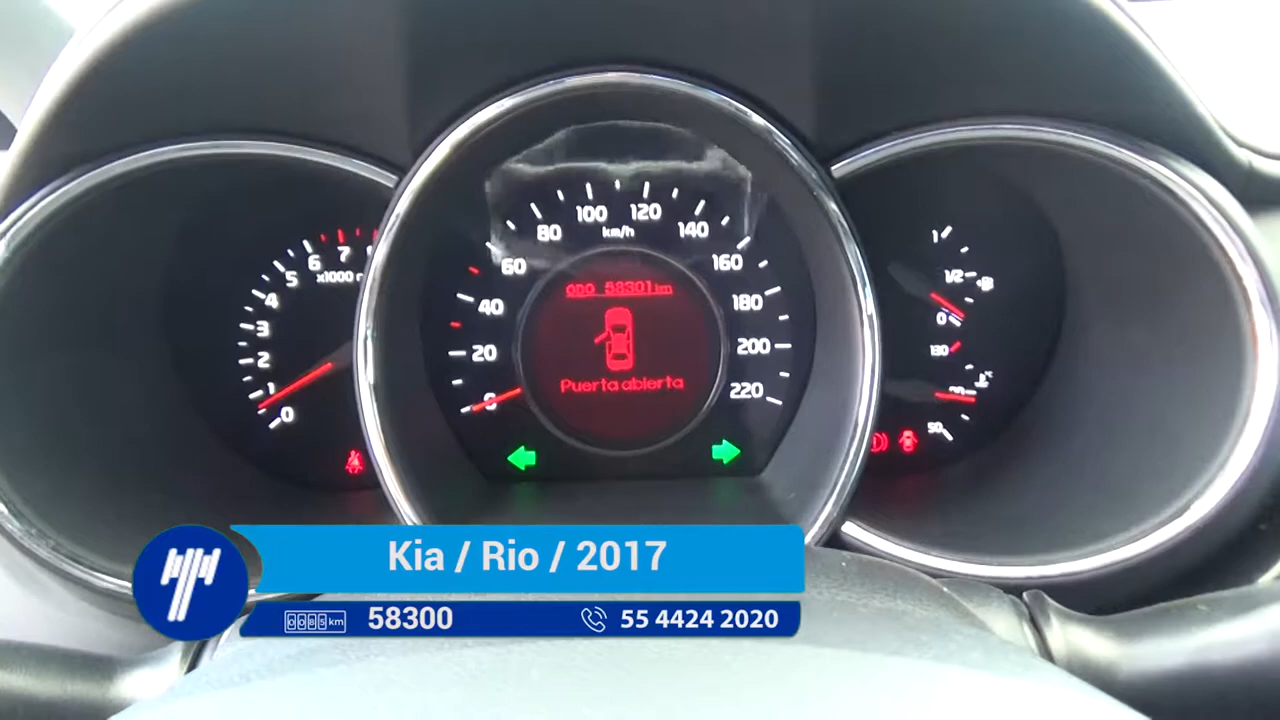 80 100 120 140
km/h
60 160
6 7
x1000 r
5
4
3
2
1
0
40 180
20 200
0 220
ODO 58301km
Puerta abierta
1
1/2
0
130
50
Kia / Rio / 2017
0085 km 58300 55 4424 2020